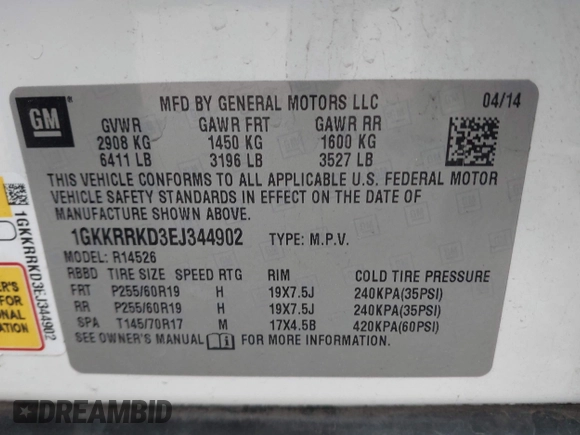 GM
MFD BY GENERAL MOTORS LLC 04/14
GVWR GAWR FRT GAWR RR
2908 KG 1450 KG 1600 KG
6411 LB 3196 LB 3527 LB
THIS VEHICLE CONFORMS TO ALL APPLICABLE U.S. FEDERAL MOTOR
VEHICLE SAFETY STANDARDS IN EFFECT ON THE DATE OF
MANUFACTURE SHOWN ABOVE.
1GKKRRKD3EJ344902 TYPE: M.P.V.
MODEL: R14526
RBBD TIRE SIZE SPEED RTG RIM COLD TIRE PRESSURE
FRT P255/60R19 H 19X7.5J 240KPA(35PSI)
RR P255/60R19 H 19X7.5J 240KPA(35PSI)
SPA T145/70R17 M 17X4.5B 420KPA(60PSI)
SEE OWNER'S MANUAL FOR MORE INFORMATION.
1GKKRRKD3EJ344902
FOR
DREAMBID